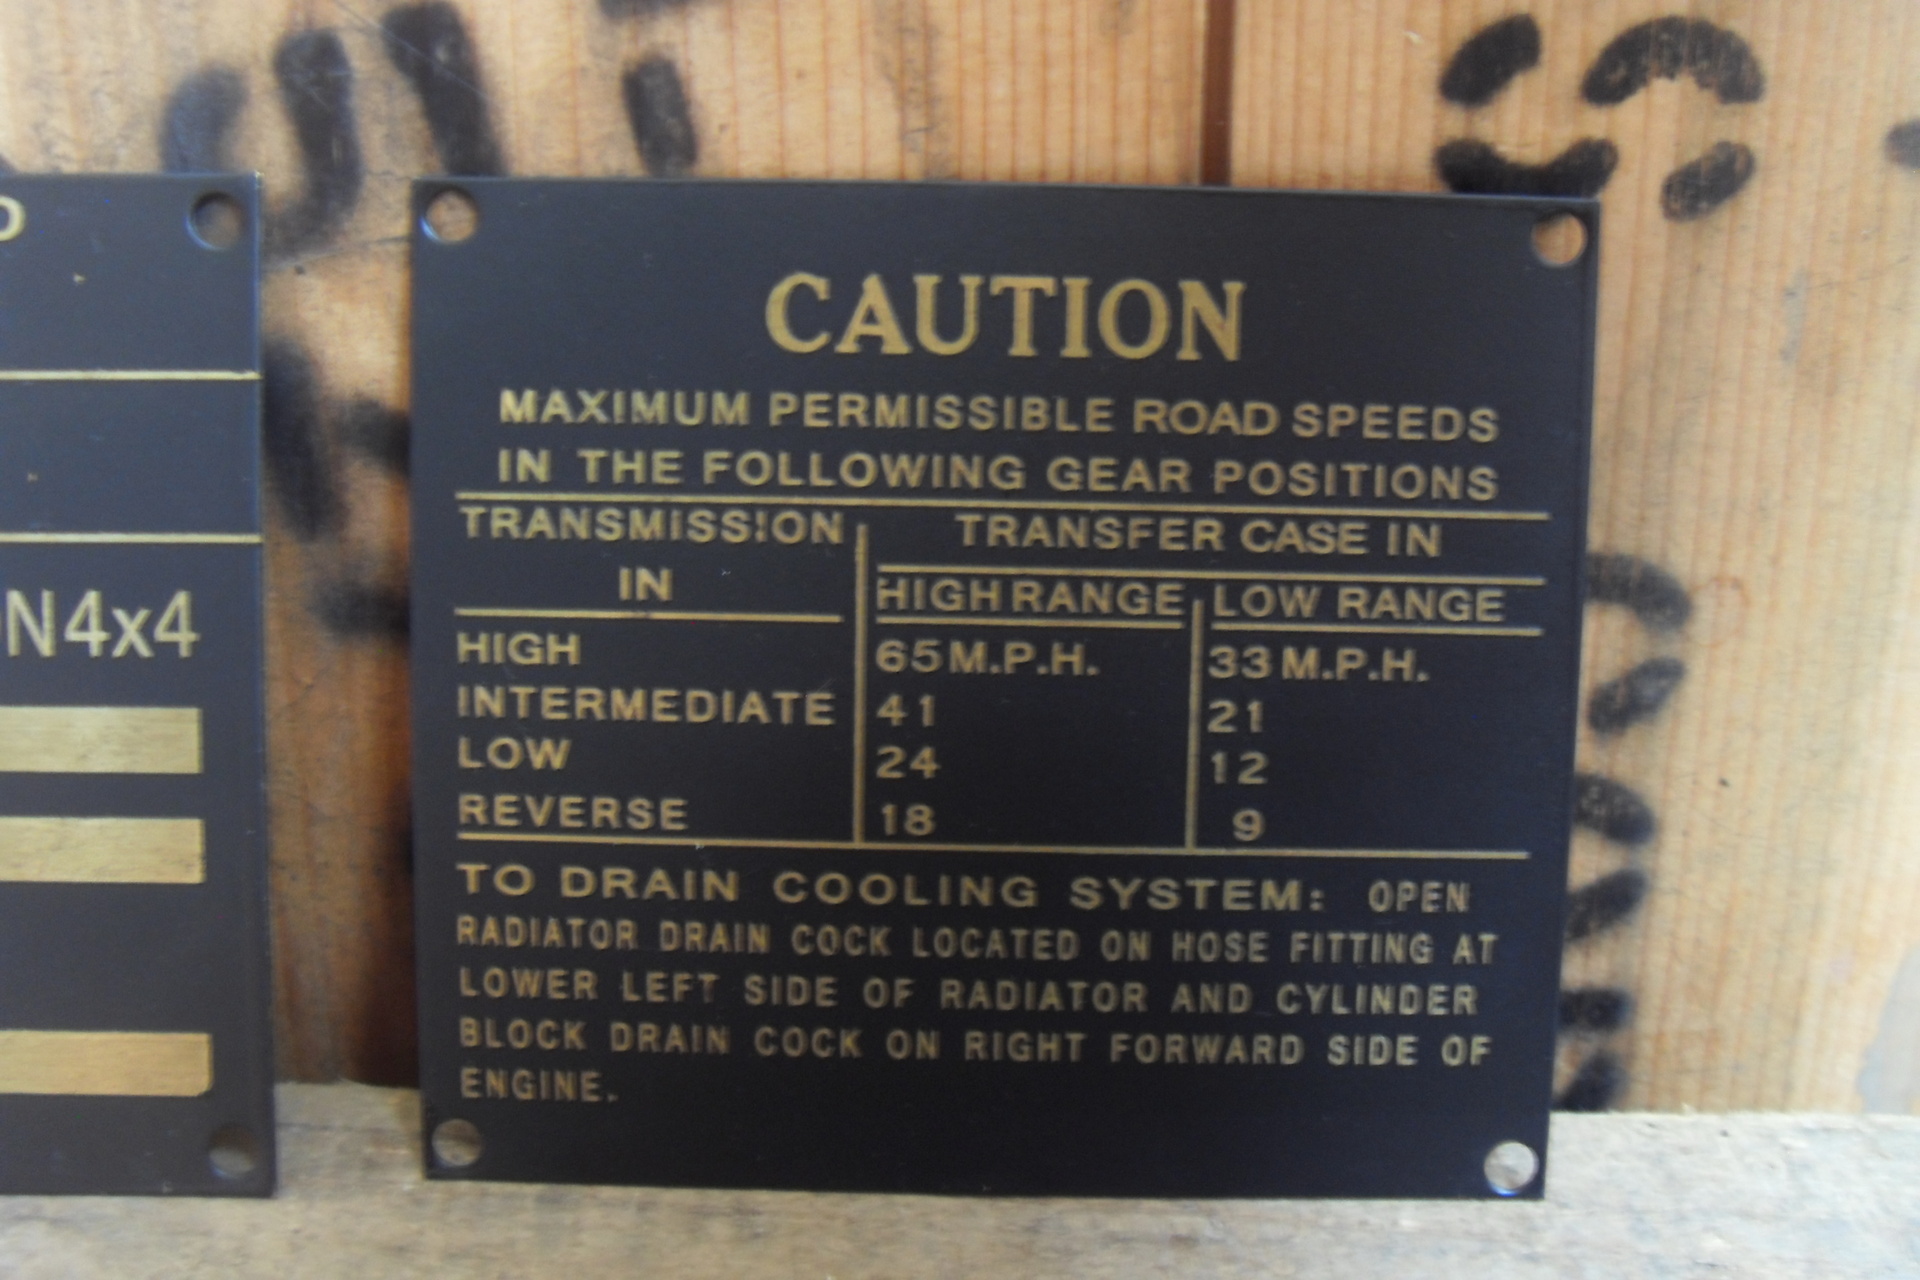 N4x4
CAUTION
MAXIMUM PERMISSIBLE ROAD SPEEDS
IN THE FOLLOWING GEAR POSITIONS
TRANSMISSION IN
TRANSFER CASE IN
HIGH RANGE LOW RANGE
HIGH 65 M.P.H. 33 M.P.H.
INTERMEDIATE 41 21
LOW 24 12
REVERSE 18 9
TO DRAIN COOLING SYSTEM: OPEN
RADIATOR DRAIN COCK LOCATED ON HOSE FITTING AT
LOWER LEFT SIDE OF RADIATOR AND CYLINDER
BLOCK DRAIN COCK ON RIGHT FORWARD SIDE OF
ENGINE.